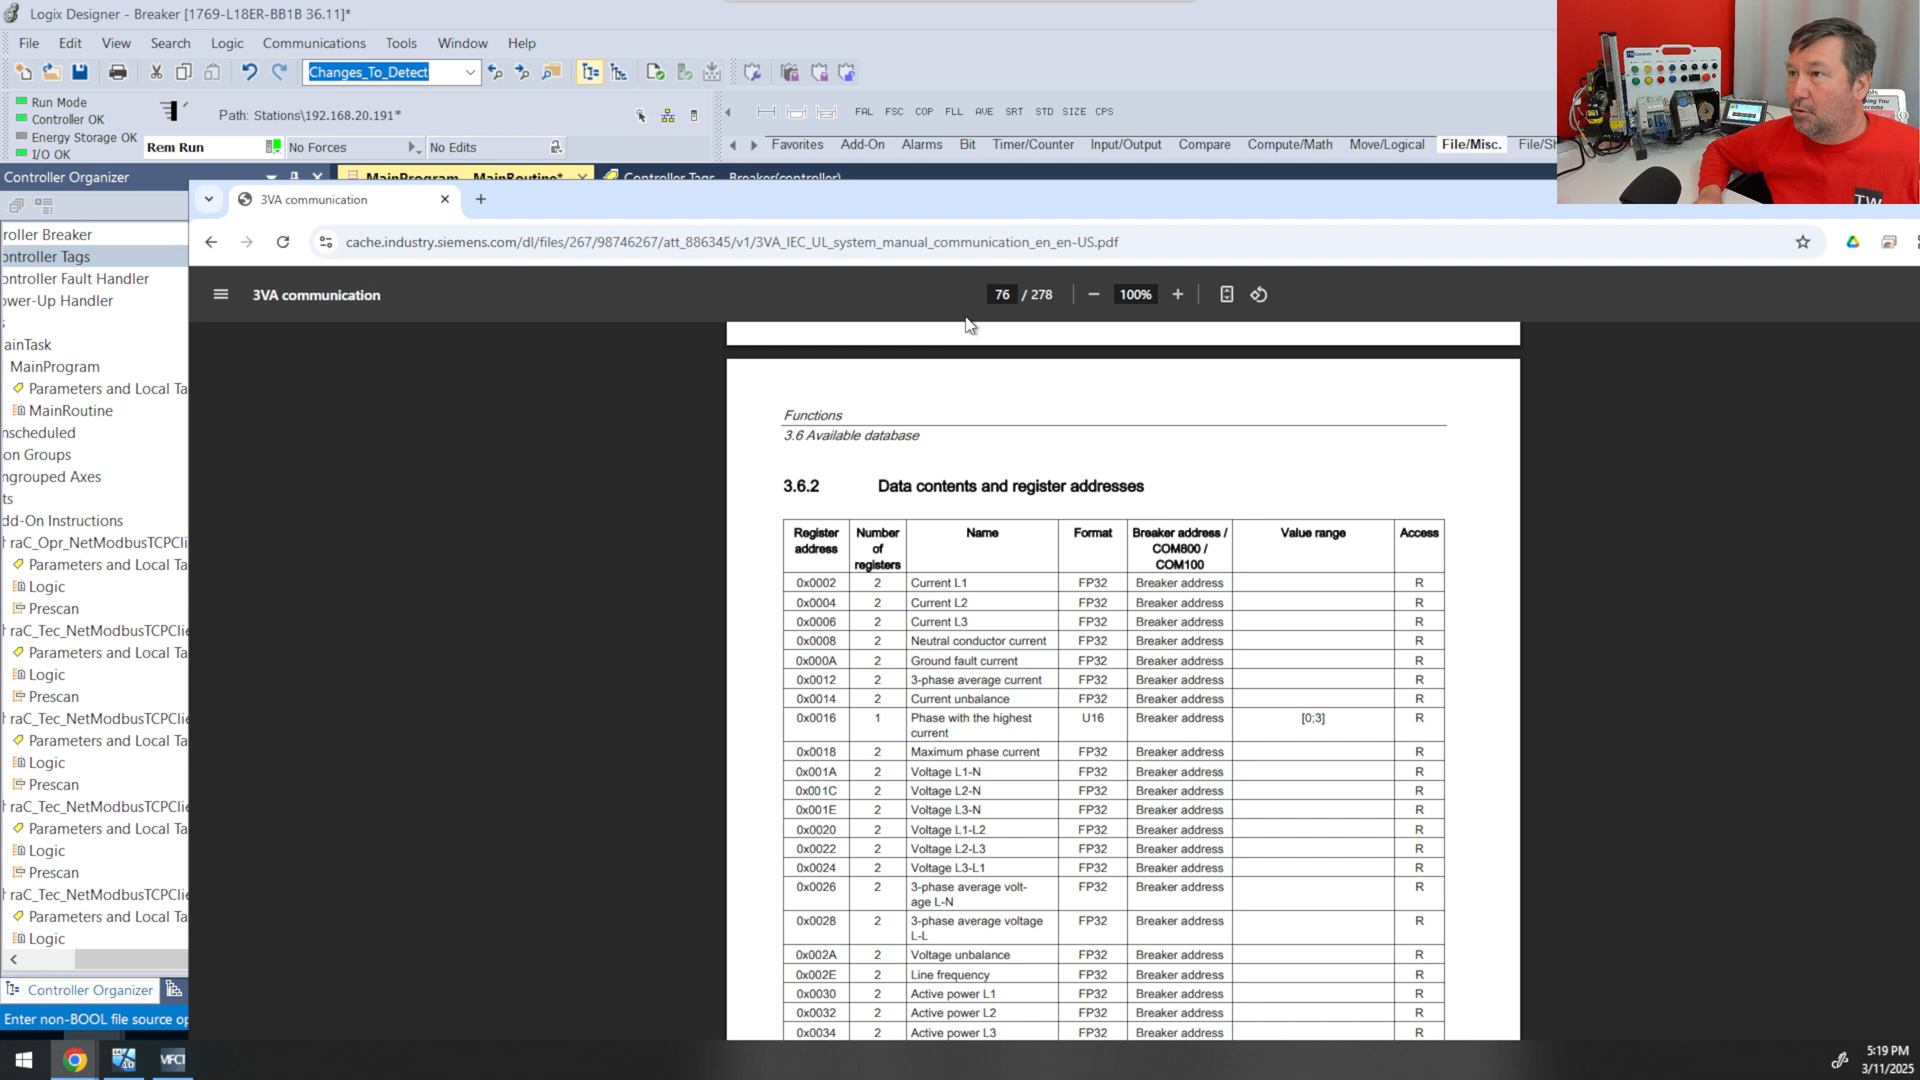 Logix Designer - Breaker [1769-L18ER-BB1B 36.11]*
File Edit View Search Logic Communications Tools Window Help
Changes_To_Detect
Run Mode
Controller OK
Energy Storage OK
I/O OK
Path: Stations\192.168.20.191*
Rem Run
No Forces
No Edits
FAL FSC COP FLL AVE SRT STD SIZE CPS
Favorites Add-On Alarms Bit Timer/Counter Input/Output Compare Compute/Math Move/Logical File/Misc. File/Sh
Controller Organizer
MainProgram - MainRoutine*
Controller Tags - Breaker(controller)
roller Breaker
ontroller Tags
ontroller Fault Handler
ower-Up Handler
s
ainTask
MainProgram
Parameters and Local Ta
MainRoutine
nscheduled
on Groups
ngrouped Axes
ts
dd-On Instructions
raC_Opr_NetModbusTCPCli
Parameters and Local Ta
Logic
Prescan
raC_Tec_NetModbusTCPClie
Parameters and Local Ta
Logic
Prescan
raC_Tec_NetModbusTCPClie
Parameters and Local Ta
Logic
Prescan
raC_Tec_NetModbusTCPClie
Parameters and Local Ta
Logic
Prescan
raC_Tec_NetModbusTCPClie
Parameters and Local Ta
Logic
Controller Organizer
Enter non-BOOL file source op
3VA communication
cache.industry.siemens.com/dl/files/267/98746267/att_886345/v1/3VA_IEC_UL_system_manual_communication_en_en-US.pdf
3VA communication
76 / 278
100%
Functions
3.6 Available database
3.6.2 Data contents and register addresses
Register address Number of registers Name Format Breaker address / COM800 / COM100 Value range Access
0x0002 2 Current L1 FP32 Breaker address R
0x0004 2 Current L2 FP32 Breaker address R
0x0006 2 Current L3 FP32 Breaker address R
0x0008 2 Neutral conductor current FP32 Breaker address R
0x000A 2 Ground fault current FP32 Breaker address R
0x0012 2 3-phase average current FP32 Breaker address R
0x0014 2 Current unbalance FP32 Breaker address R
0x0016 1 Phase with the highest current U16 Breaker address [0;3] R
0x0018 2 Maximum phase current FP32 Breaker address R
0x001A 2 Voltage L1-N FP32 Breaker address R
0x001C 2 Voltage L2-N FP32 Breaker address R
0x001E 2 Voltage L3-N FP32 Breaker address R
0x0020 2 Voltage L1-L2 FP32 Breaker address R
0x0022 2 Voltage L2-L3 FP32 Breaker address R
0x0024 2 Voltage L3-L1 FP32 Breaker address R
0x0026 2 3-phase average volt-age L-N FP32 Breaker address R
0x0028 2 3-phase average voltage L-L FP32 Breaker address R
0x002A 2 Voltage unbalance FP32 Breaker address R
0x002E 2 Line frequency FP32 Breaker address R
0x0030 2 Active power L1 FP32 Breaker address R
0x0032 2 Active power L2 FP32 Breaker address R
0x0034 2 Active power L3 FP32 Breaker address R
TW
MFCT
5:19 PM
3/11/2025